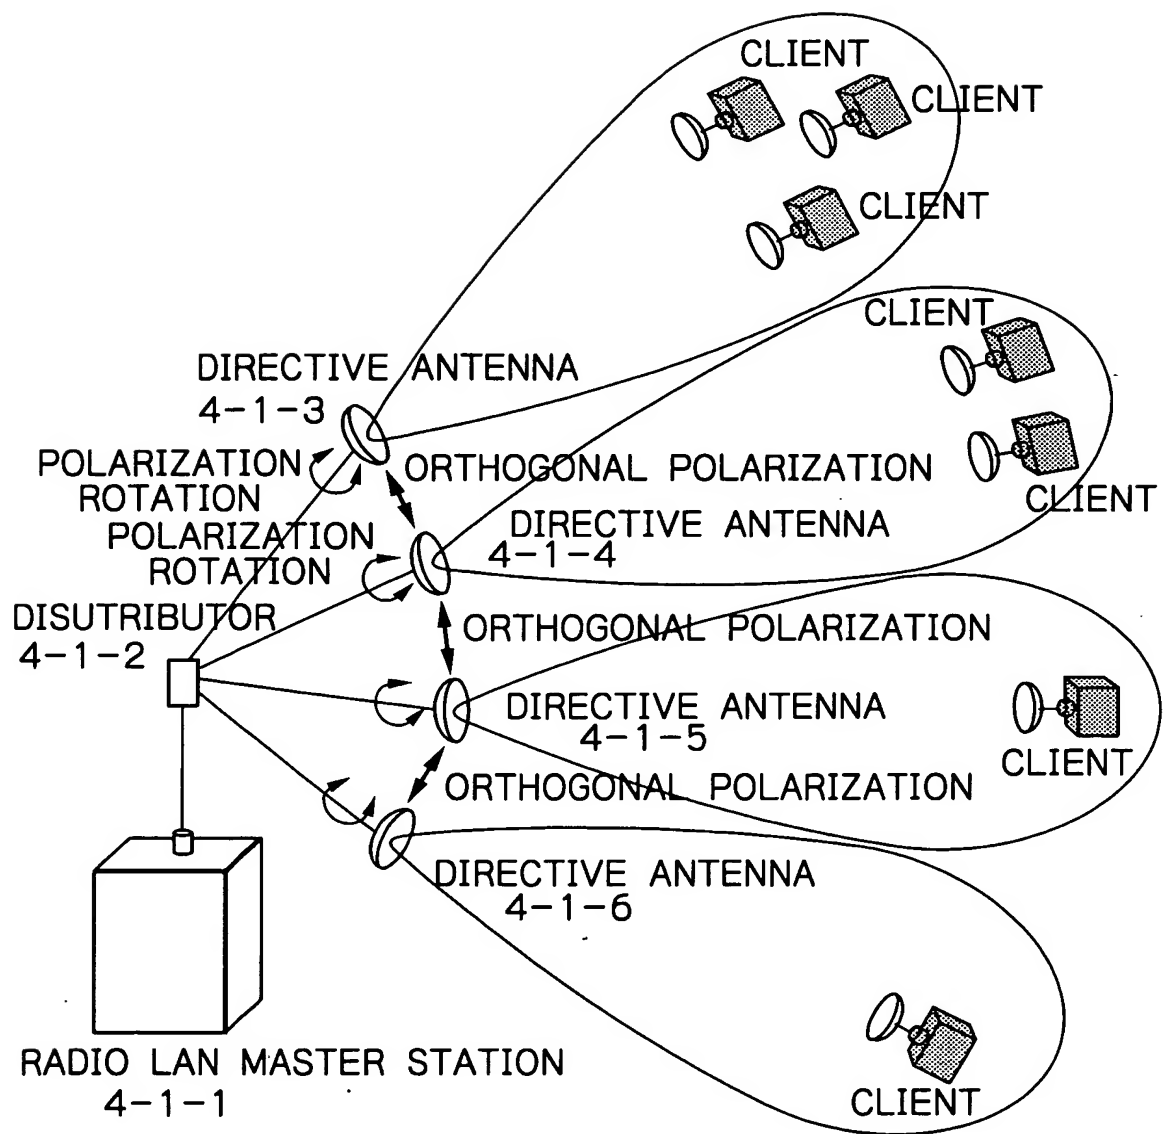 CLIENT
CLIENT
CLIENT
CLIENT
DIRECTIVE ANTENNA
4-1-3
POLARIZATION
ROTATION
ORTHOGONAL POLARIZATION
CLIENT
POLARIZATION
ROTATION
DIRECTIVE ANTENNA
4-1-4
DISUTRIBUTOR
4-1-2
ORTHOGONAL POLARIZATION
DIRECTIVE ANTENNA
4-1-5
CLIENT
ORTHOGONAL POLARIZATION
DIRECTIVE ANTENNA
4-1-6
RADIO LAN MASTER STATION
4-1-1
CLIENT